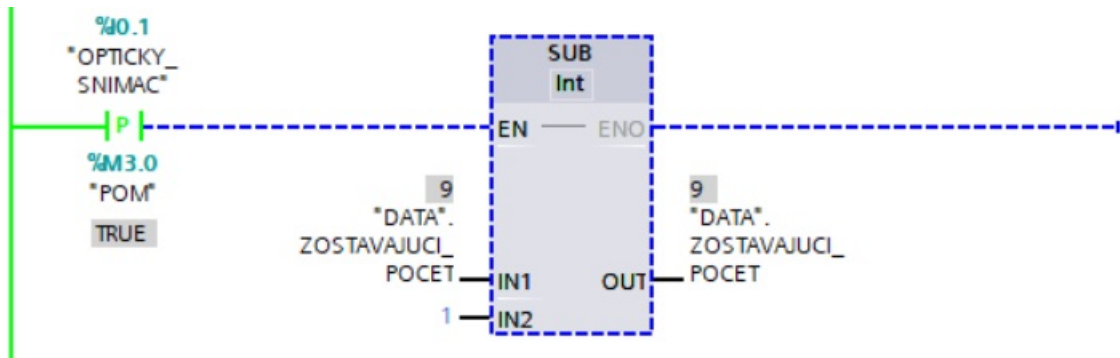 %I0.1
"OPTICKY_
SNIMAC"
P
%M3.0
"POM"
TRUE
SUB
Int
EN
ENO
9
"DATA".
ZOSTAVAJUCI_
POCET
IN1
1
IN2
OUT
9
"DATA".
ZOSTAVAJUCI_
POCET